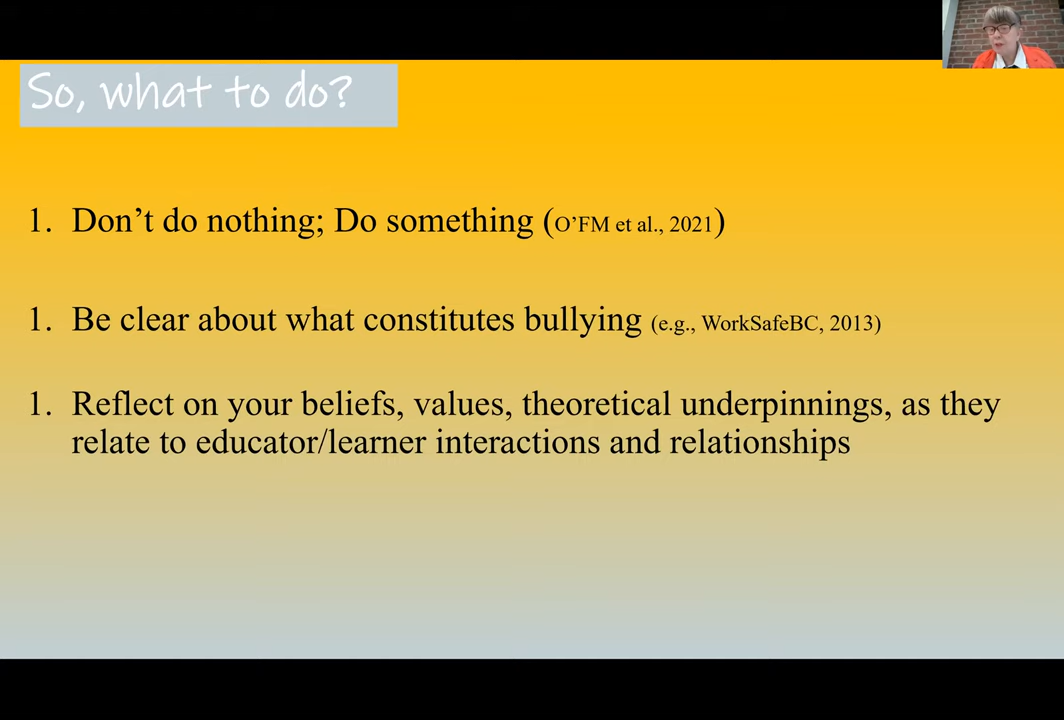 So, what to do?
1. Don’t do nothing; Do something (O’FM et al., 2021)
1. Be clear about what constitutes bullying (e.g., WorkSafeBC, 2013)
1. Reflect on your beliefs, values, theoretical underpinnings, as they
relate to educator/learner interactions and relationships